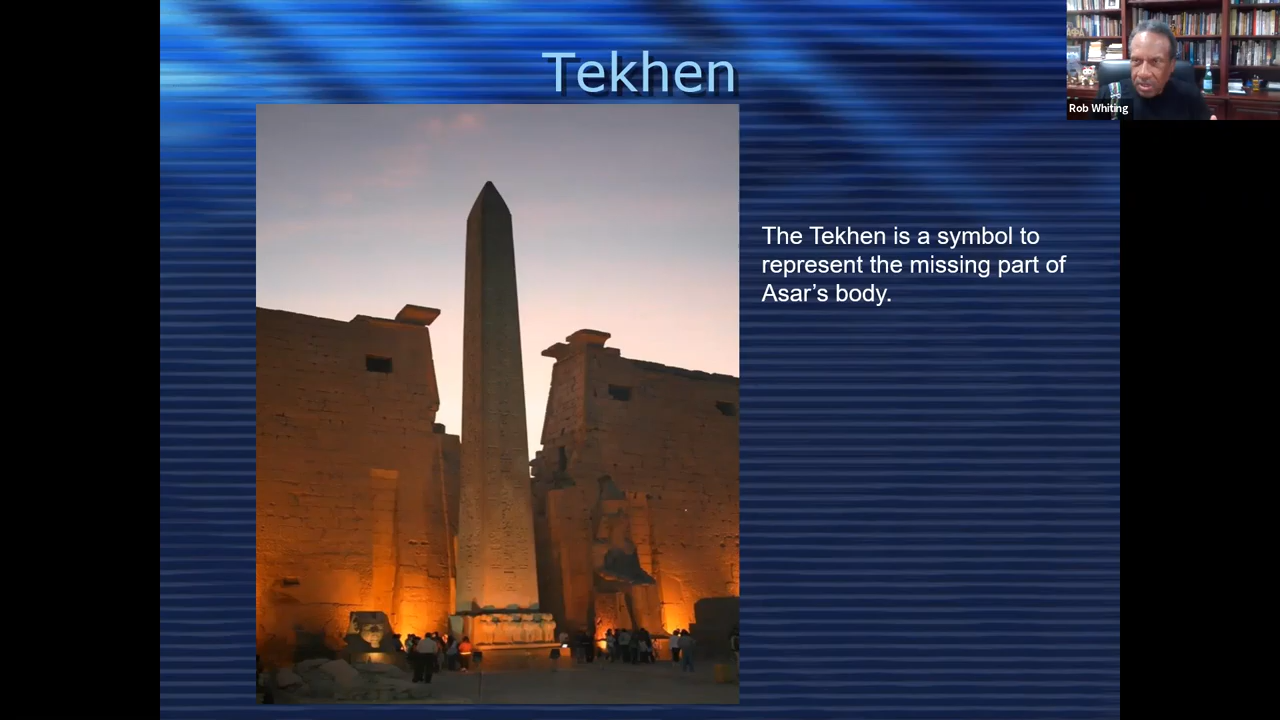 Tekhen
Rob Whiting
The Tekhen is a symbol to
represent the missing part of
Asar’s body.